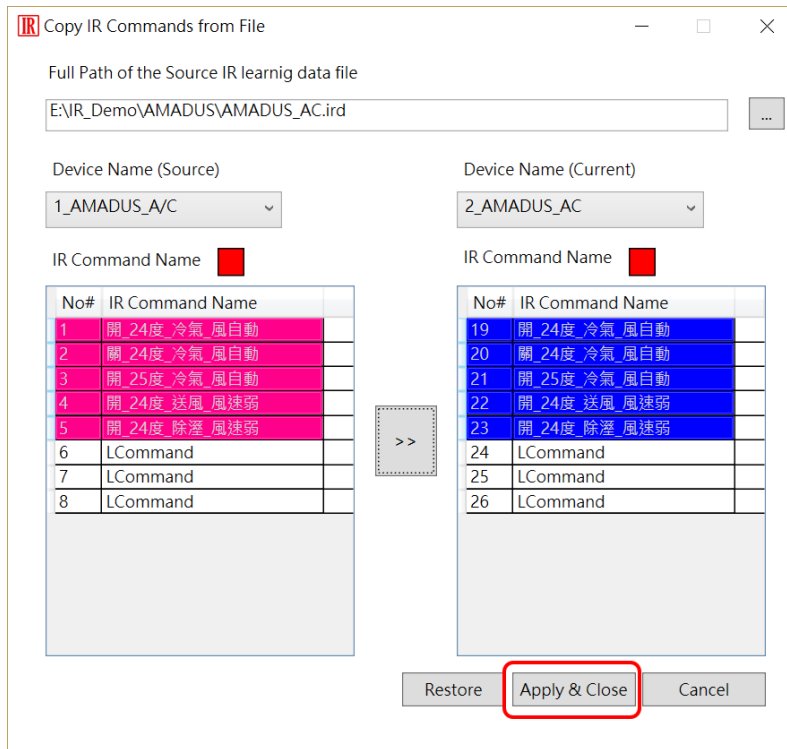 IR Copy IR Commands from File
Full Path of the Source IR learnig data file
E:\IR_Demo\AMADUS\AMADUS_AC.ird
...
Device Name (Source)
Device Name (Current)
1_AMADUS_A/C
2_AMADUS_AC
IR Command Name
IR Command Name
No# IR Command Name
1 開_24度_冷氣_風自動
2 關_24度_冷氣_風自動
3 開_25度_冷氣_風自動
4 開_24度_送風_風速弱
5 開_24度_除溼_風速弱
6 LCommand
7 LCommand
8 LCommand
>>
No# IR Command Name
19 開_24度_冷氣_風自動
20 關_24度_冷氣_風自動
21 開_25度_冷氣_風自動
22 開_24度_送風_風速弱
23 開_24度_除溼_風速弱
24 LCommand
25 LCommand
26 LCommand
Restore Apply & Close Cancel